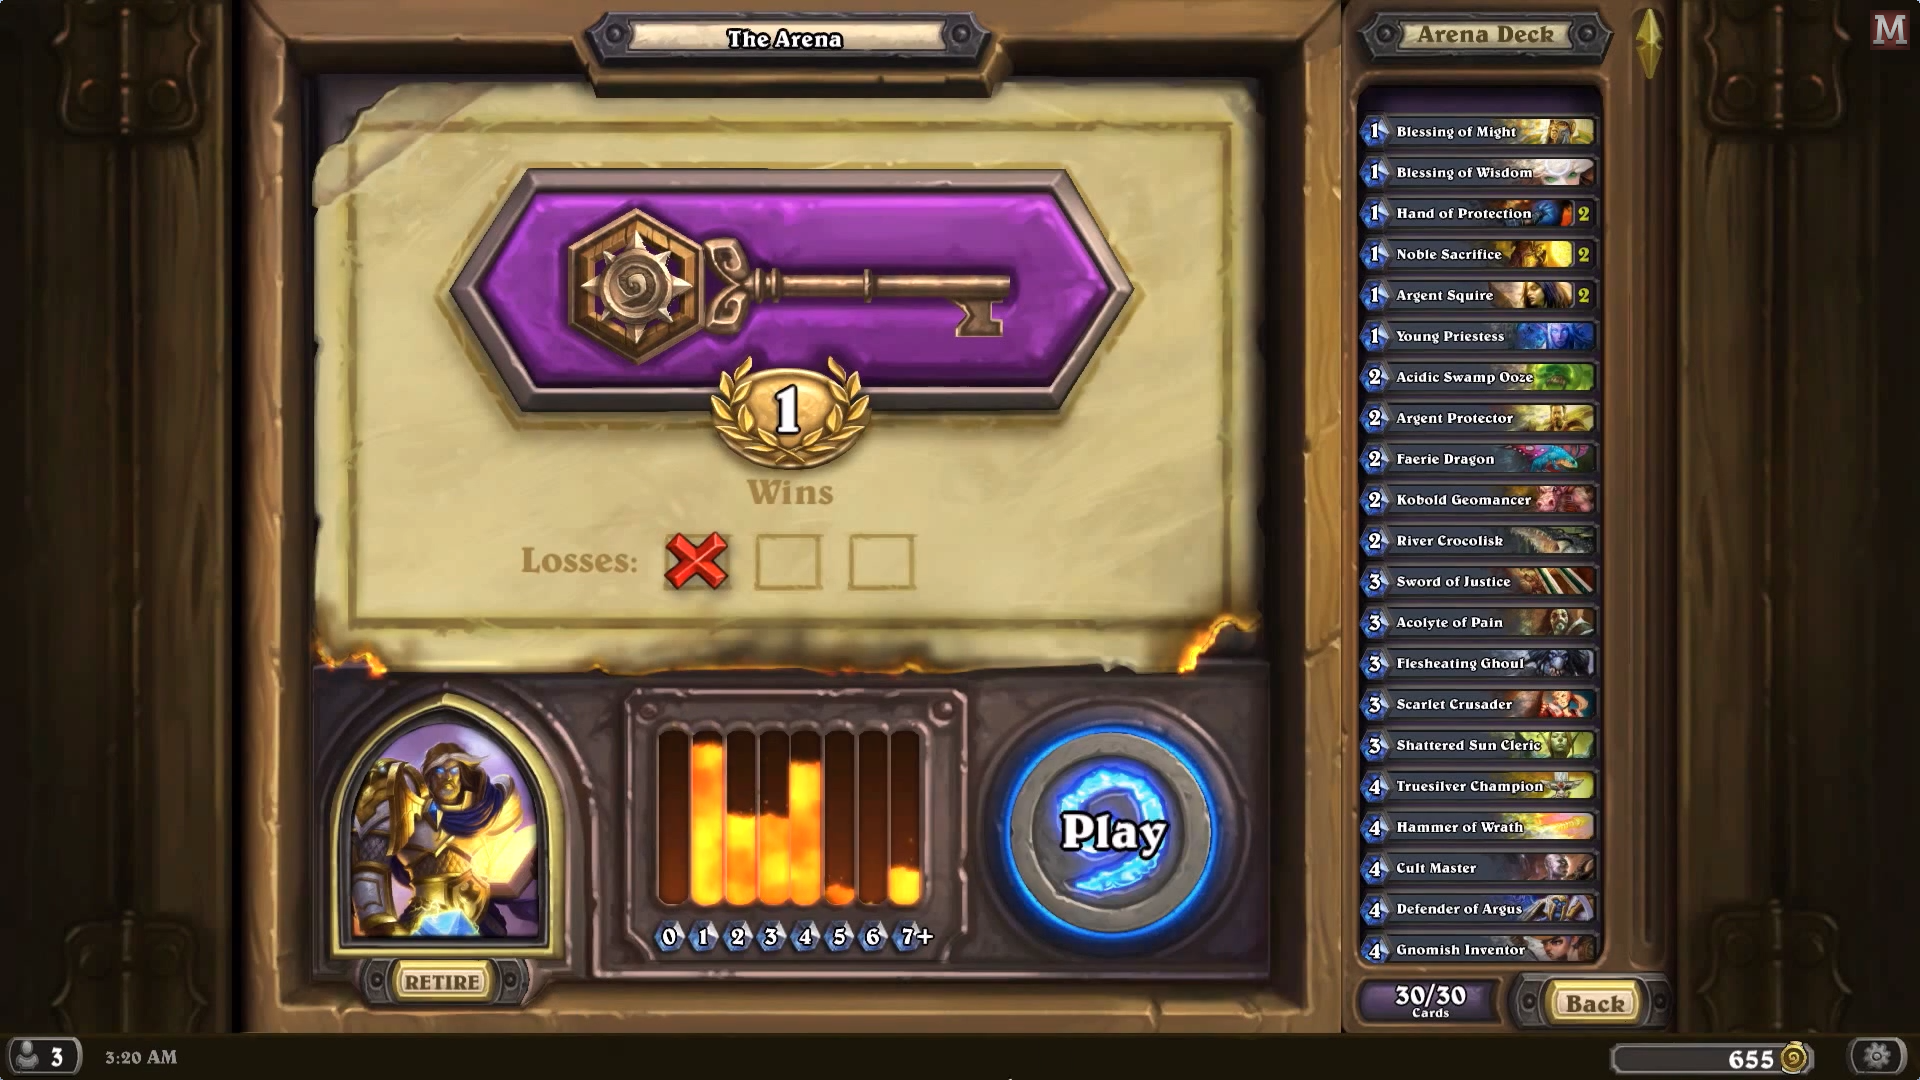 The Arena
Arena Deck
M
1 Blessing of Might
1 Blessing of Wisdom
1 Hand of Protection 2
1 Noble Sacrifice 2
1 Argent Squire 2
1 Young Priestess
2 Acidic Swamp Ooze
2 Argent Protector
2 Faerie Dragon
2 Kobold Geomancer
2 River Crocolisk
3 Sword of Justice
3 Acolyte of Pain
3 Flesheating Ghoul
3 Scarlet Crusader
3 Shattered Sun Cleric
4 Truesilver Champion
4 Hammer of Wrath
4 Cult Master
4 Defender of Argus
4 Gnomish Inventor
1
Wins
Losses:
Play
0 1 2 3 4 5 6 7+
RETIRE
30/30
Cards
Back
3
3:20 AM
655